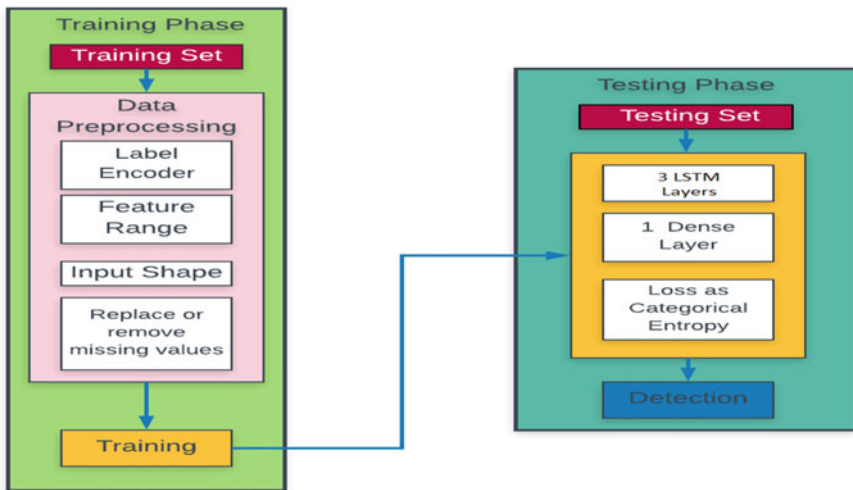 Training Phase
Training Set
Data
Preprocessing
Label
Encoder
Feature
Range
Input Shape
Replace or
remove
missing values
Training
Testing Phase
Testing Set
3 LSTM
Layers
1 Dense
Layer
Loss as
Categorical
Entropy
Detection